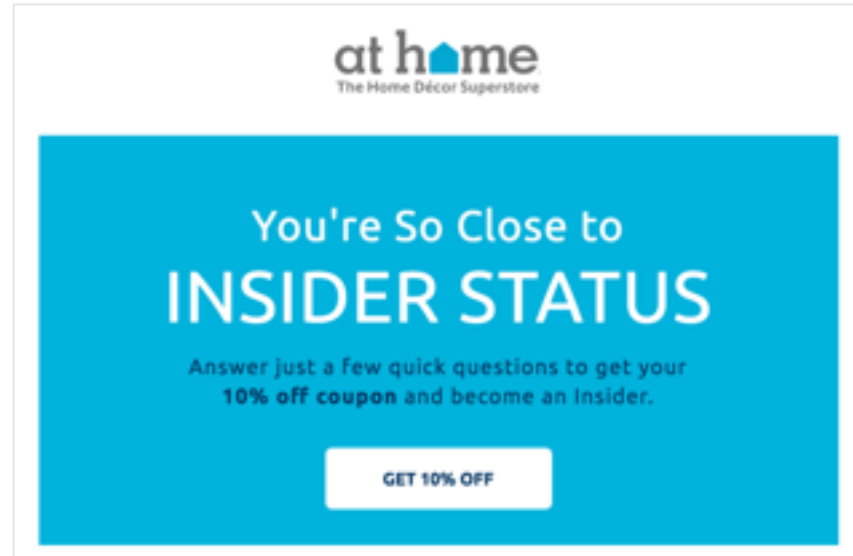 at home
The Home Décor Superstore
You're So Close to
INSIDER STATUS
Answer just a few quick questions to get your
10% off coupon and become an Insider.
GET 10% OFF